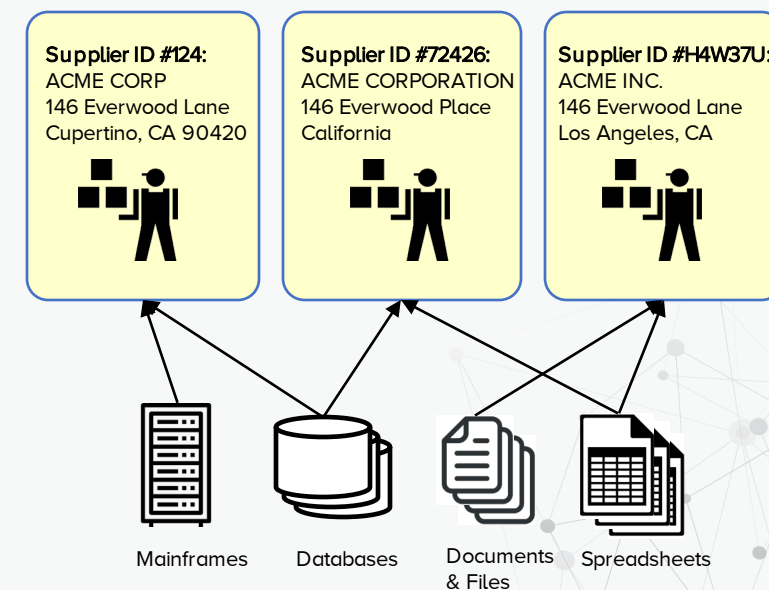 Supplier ID #124:
ACME CORP
146 Everwood Lane
Cupertino, CA 90420
Supplier ID #72426:
ACME CORPORATION
146 Everwood Place
California
Supplier ID #H4W37U:
ACME INC.
146 Everwood Lane
Los Angeles, CA
Mainframes
Databases
Documents
& Files
Spreadsheets